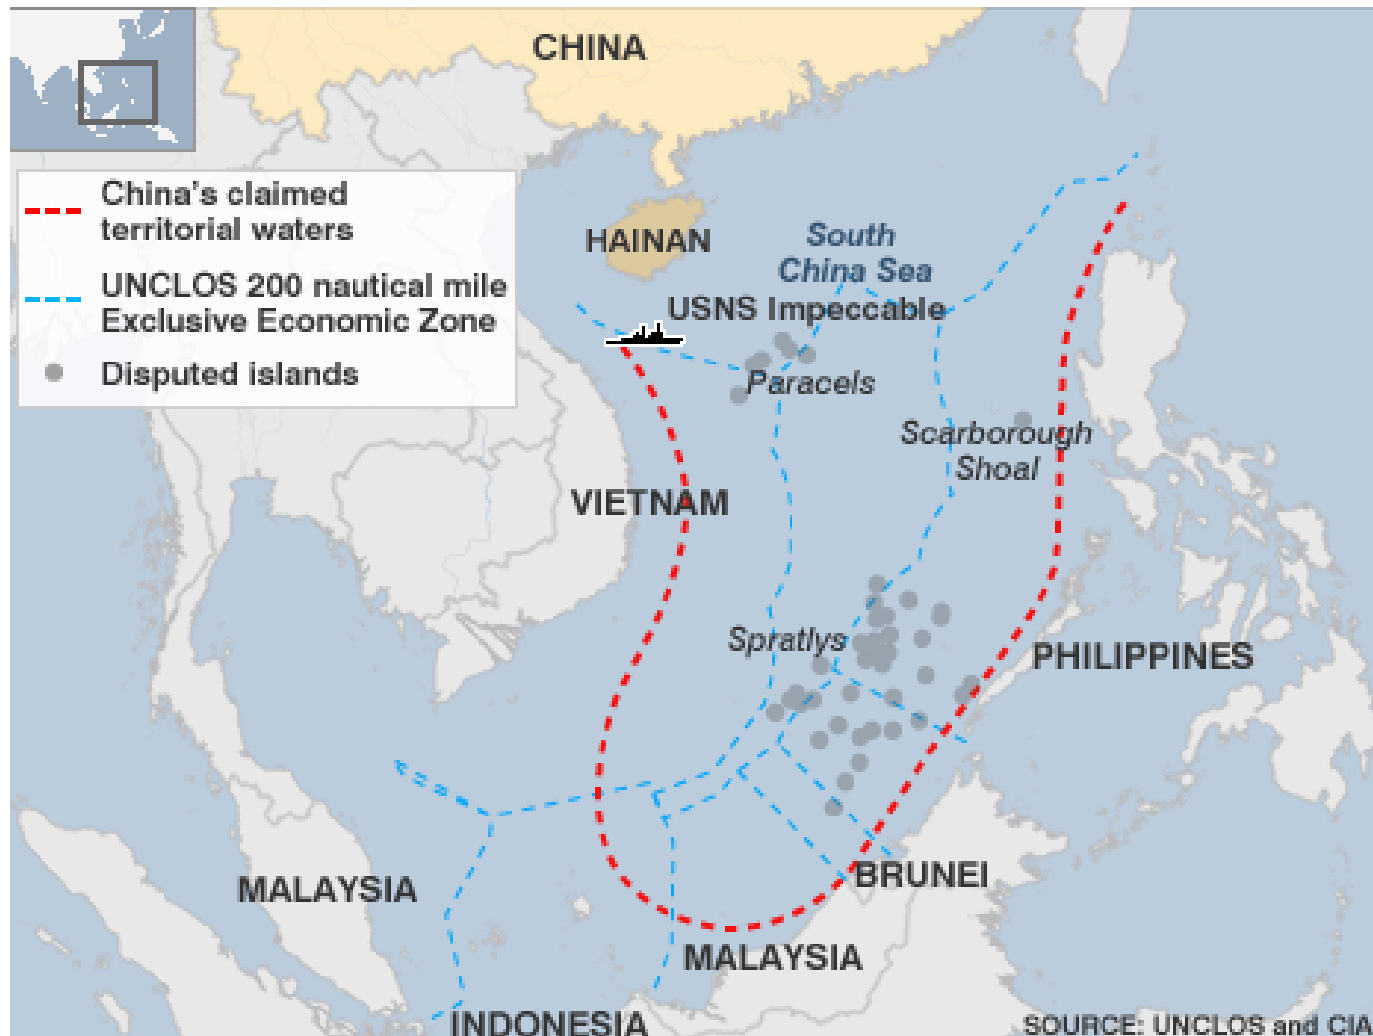 CHINA
China's claimed
territorial waters
UNCLOS 200 nautical mile
Exclusive Economic Zone
Disputed islands
HAINAN
South
China Sea
USNS Impeccable
Paracels
Scarborough
Shoal
VIETNAM
Spratlys
PHILIPPINES
BRUNEI
MALAYSIA
MALAYSIA
INDONESIA
SOURCE: UNCLOS and CIA